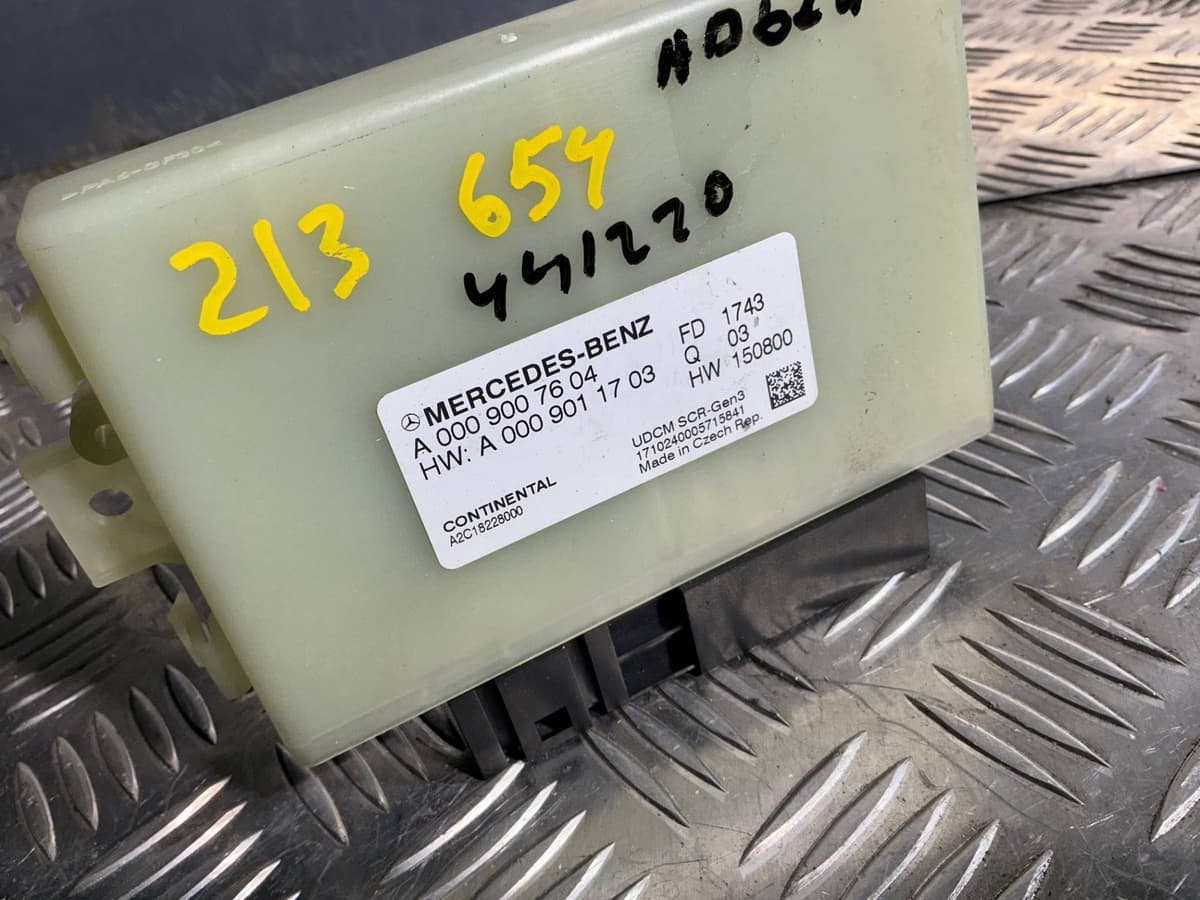 213 654
441220
MERCEDES-BENZ
A 000 900 76 04
HW: A 000 901 17 03
FD 1743
Q 03
HW 150800
UDCM SCR-Gen3
1710240005715841
Made in Czech Rep.
CONTINENTAL
A2C18228000